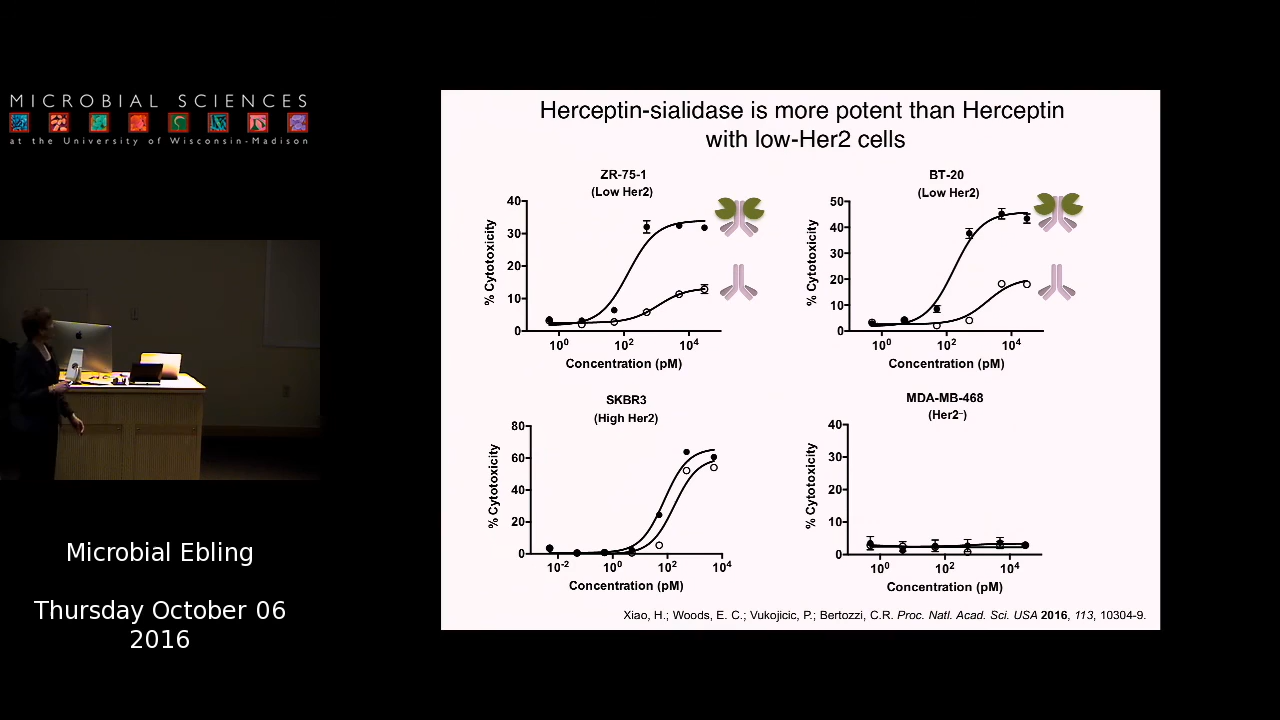 MICROBIAL SCIENCES
at the University of Wisconsin-Madison
Microbial Ebling
Thursday October 06
2016
Herceptin-sialidase is more potent than Herceptin
with low-Her2 cells
ZR-75-1
(Low Her2)
% Cytotoxicity
40
30
20
10
0
10⁰
10²
10⁴
Concentration (pM)
BT-20
(Low Her2)
% Cytotoxicity
50
40
30
20
10
0
10⁰
10²
10⁴
Concentration (pM)
SKBR3
(High Her2)
% Cytotoxicity
80
60
40
20
0
10⁻²
10⁰
10²
10⁴
Concentration (pM)
MDA-MB-468
(Her2⁻)
% Cytotoxicity
40
30
20
10
0
10⁰
10²
10⁴
Concentration (pM)
Xiao, H.; Woods, E. C.; Vukojicic, P.; Bertozzi, C.R. Proc. Natl. Acad. Sci. USA 2016, 113, 10304-9.